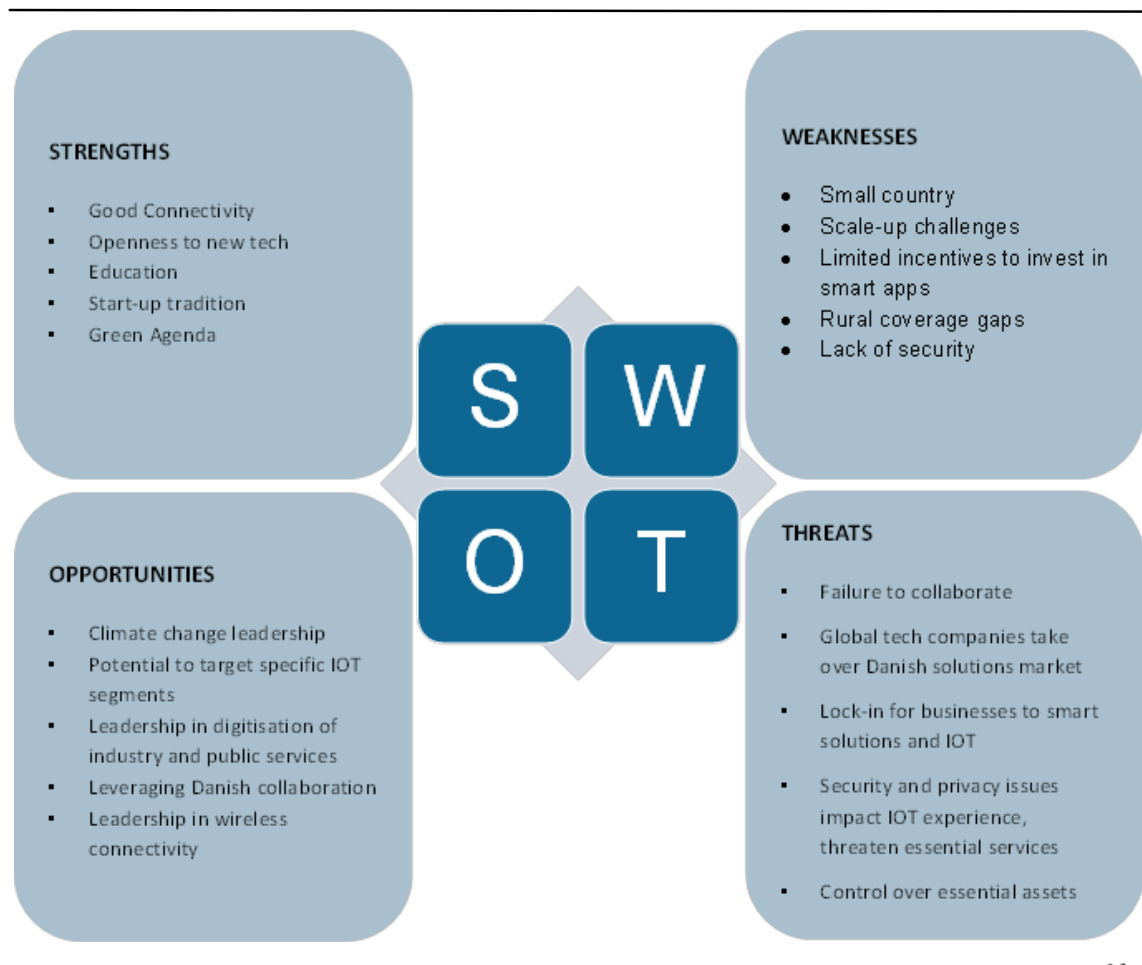 STRENGTHS
▪ Good Connectivity
▪ Openness to new tech
▪ Education
▪ Start-up tradition
▪ Green Agenda
WEAKNESSES
● Small country
● Scale-up challenges
● Limited incentives to invest in
smart apps
● Rural coverage gaps
● Lack of security
S W
O T
OPPORTUNITIES
▪ Climate change leadership
▪ Potential to target specific IOT
segments
▪ Leadership in digitisation of
industry and public services
▪ Leveraging Danish collaboration
▪ Leadership in wireless
connectivity
THREATS
▪ Failure to collaborate
▪ Global tech companies take
over Danish solutions market
▪ Lock-in for businesses to smart
solutions and IOT
▪ Security and privacy issues
impact IOT experience,
threaten essential services
▪ Control over essential assets